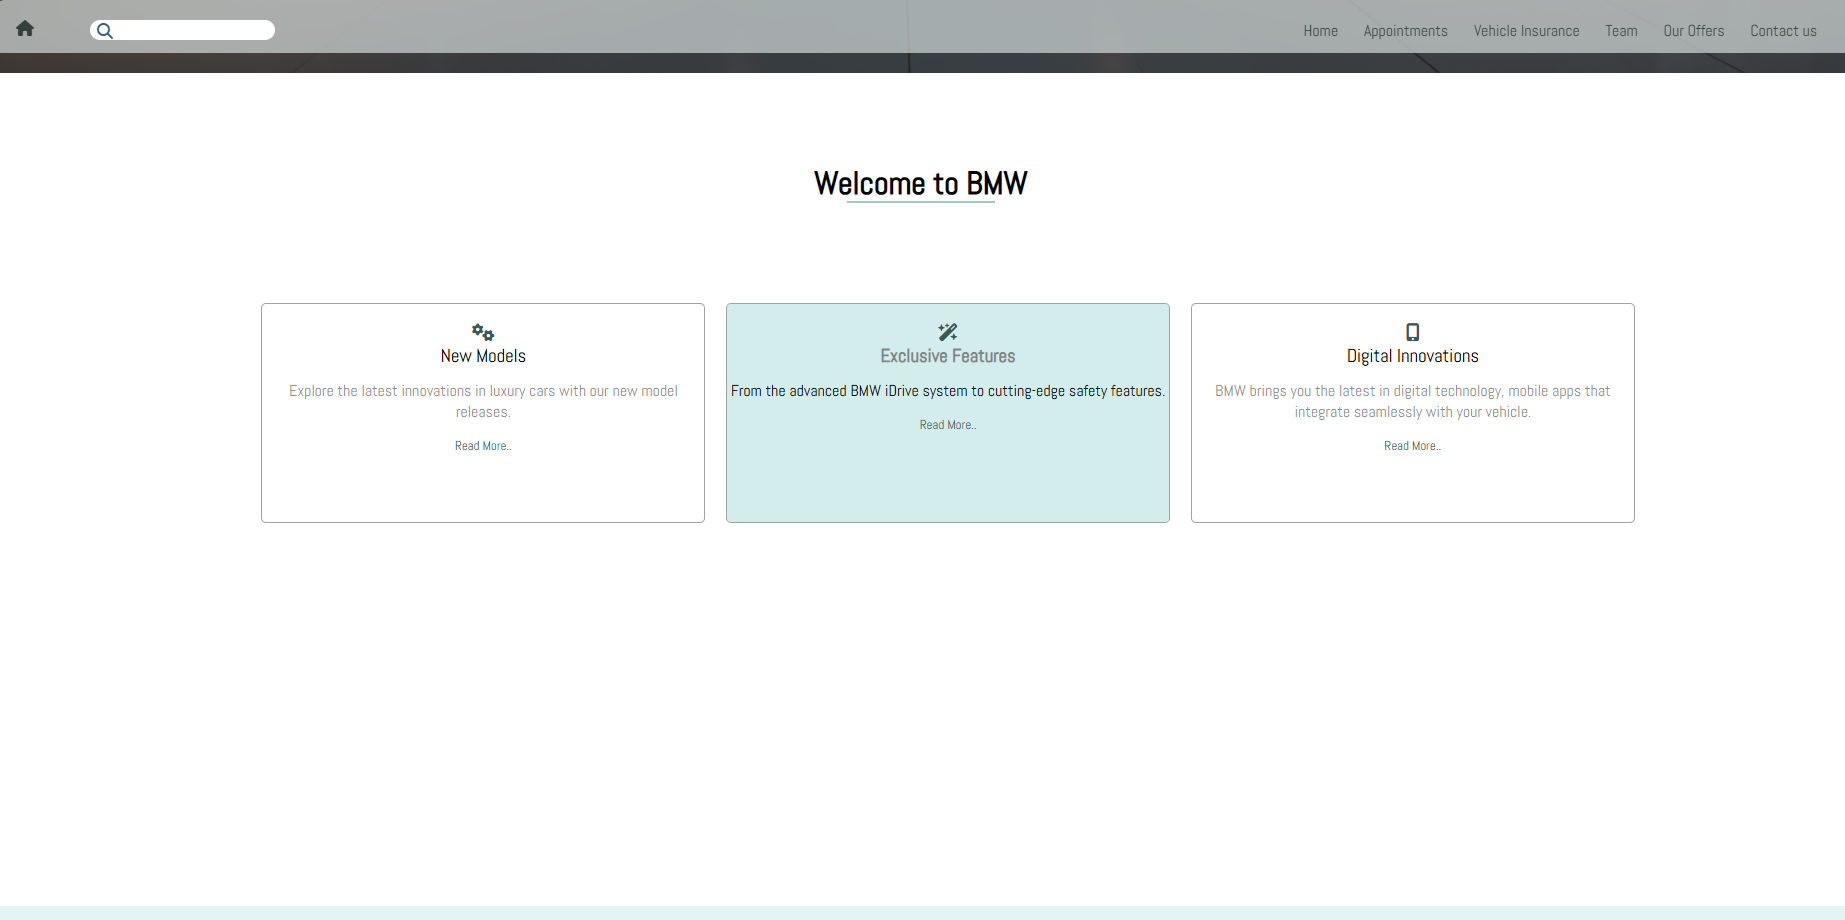 Home Appointments Vehicle Insurance Team Our Offers Contact us
Welcome to BMW
New Models
Explore the latest innovations in luxury cars with our new model
releases.
Read More..
Exclusive Features
From the advanced BMW iDrive system to cutting-edge safety features.
Read More..
Digital Innovations
BMW brings you the latest in digital technology, mobile apps that
integrate seamlessly with your vehicle.
Read More..